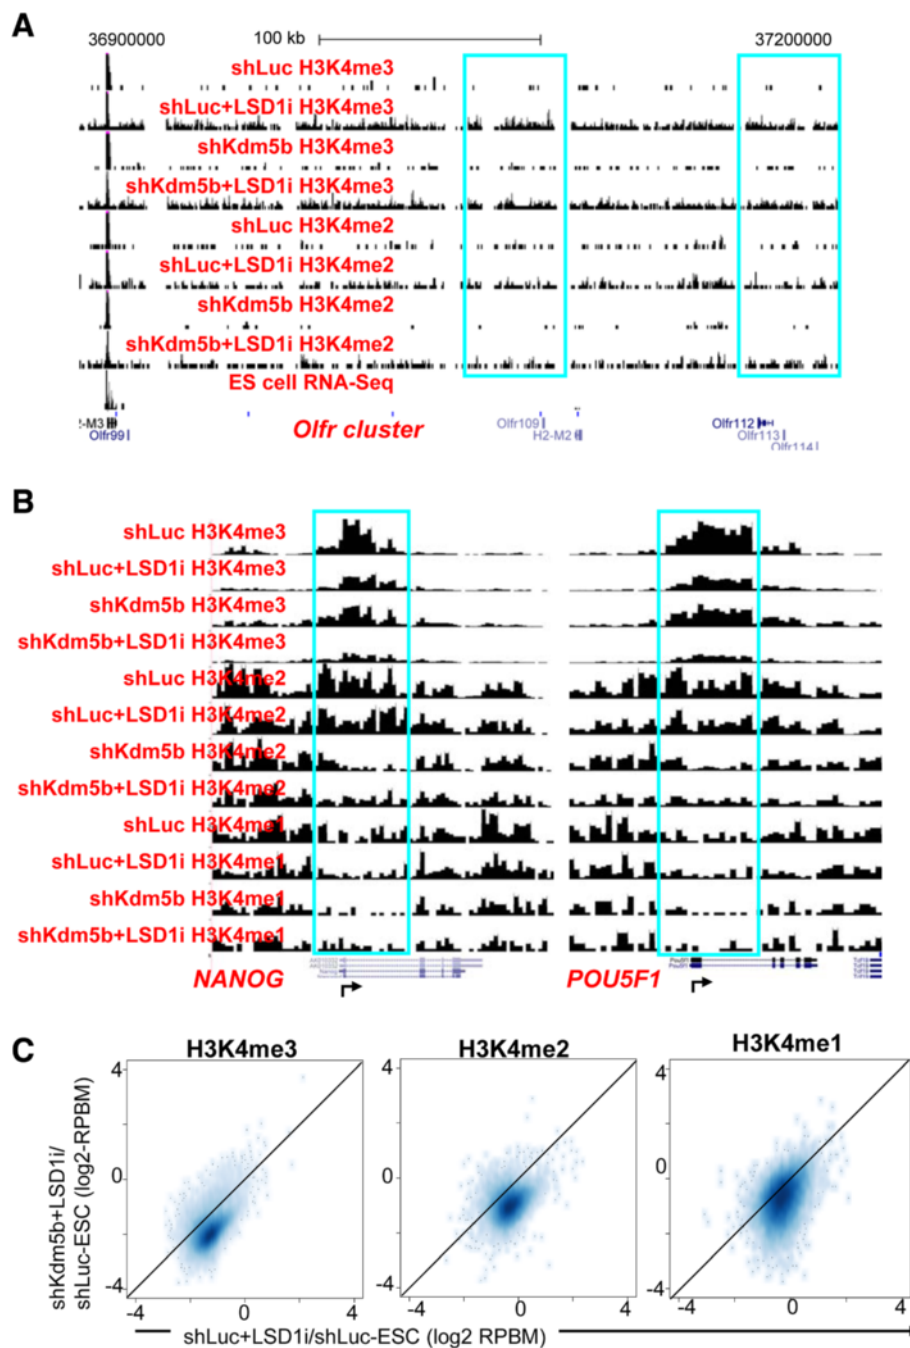 A
36900000 100 kb 37200000
shLuc H3K4me3
shLuc+LSD1i H3K4me3
shKdm5b H3K4me3
shKdm5b+LSD1i H3K4me3
shLuc H3K4me2
shLuc+LSD1i H3K4me2
shKdm5b H3K4me2
shKdm5b+LSD1i H3K4me2
ES cell RNA-Seq
2-M3
Olfr99
Olfr cluster
Olfr109
H2-M2
Olfr112
Olfr113
Olfr114
B
shLuc H3K4me3
shLuc+LSD1i H3K4me3
shKdm5b H3K4me3
shKdm5b+LSD1i H3K4me3
shLuc H3K4me2
shLuc+LSD1i H3K4me2
shKdm5b H3K4me2
shKdm5b+LSD1i H3K4me2
shLuc H3K4me1
shLuc+LSD1i H3K4me1
shKdm5b H3K4me1
shKdm5b+LSD1i H3K4me1
NANOG POU5F1
C
H3K4me3 H3K4me2 H3K4me1
shKdm5b+LSD1i/
shLuc-ESC (log2-RPBM)
4 4 4
0 0 0
-4 -4 -4
-4 0 4 -4 0 4 -4 0 4
shLuc+LSD1i/shLuc-ESC (log2 RPBM)